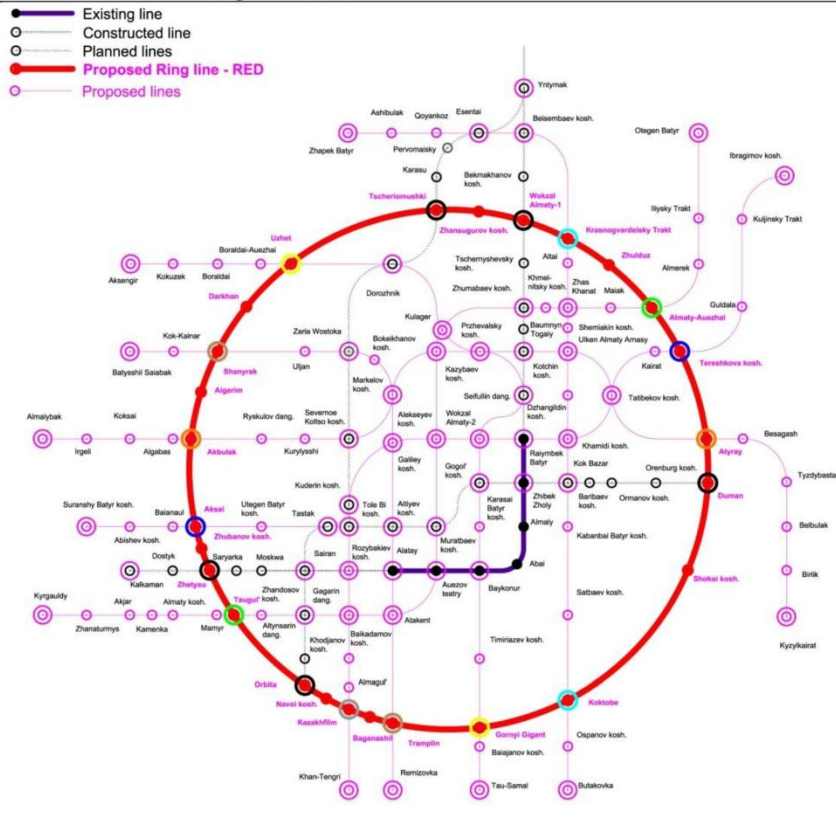 Existing line
Constructed line
Planned lines
Proposed Ring line - RED
Proposed lines
Yntymak
Ashibulak
Qoyankoz
Esentai
Beisembaev kosh.
Otegen Batyr
Zhapek Batyr
Pervomaisky
Ibragimov kosh.
Karasu
Bekmakhanov
kosh.
Tscheriomushki
Wokzal
Almaty-1
Iliysky Trakt
Kuljinsky Trakt
Zhansugurov kosh.
Krasnogvardeisky Trakt
Uzhet
Boraldai-Auezhai
Altai
Zhulduz
Tschernyshevsky
kosh.
Almerek
Aksengir
Kokuzek
Boraldai
Dorozhnik
Khmel-
nitsky kosh.
Zhas
Khanat
Maiak
Zhumabaev kosh.
Darkhan
Guldala
Almaty-Auezhai
Kulager
Przhevalsky
kosh.
Baumnyn
Togaiy
Shemiakin kosh.
Ulken Almaty Arnasy
Kok-Kainar
Zaria Wostoka
Bokeikhanov
kosh.
Kairat
Tereshkova kosh.
Batysshil Saiabak
Shanyrak
Uljan
Kazybaev
kosh.
Kotchin
kosh.
Markelov
kosh.
Aigerim
Seifullin dang.
Tatibekov kosh.
Almalybak
Koksai
Ryskulov dang.
Severnoe
Koltso kosh.
Alekseyev
kosh.
Wokzal
Almaty-2
Dzhangildin
kosh.
Besagash
Irgeli
Algabas
Akbulak
Kurylysshi
Galiley
kosh.
Raiymbek
Batyr
Khamidi kosh.
Atyray
Gogol'
kosh.
Kok Bazar
Orenburg kosh.
Kuderin kosh.
Tyzdybasta
Suranshy Batyr kosh.
Aksai
Utegen Batyr
kosh.
Tole Bi
kosh.
Altiyev
kosh.
Karasai
Batyr
kosh.
Zhibek
Zholy
Baribaev
kosh.
Ormanov kosh.
Duman
Baianaul
Tastak
Abishev kosh.
Zhubanov kosh.
Almaly
Kabanbai Batyr kosh.
Belbulak
Muratbaev
kosh.
Dostyk
Saryarka
Moskwa
Sairan
Rozybakiev
kosh.
Alatay
Abai
Kalkaman
Zhetysu
Auezov
teatry
Baykonur
Shokai kosh.
Birlik
Kyrgauldy
Akjar
Almaty kosh.
Taugul'
Zhandosov
kosh.
Gagarin
dang.
Satbaev kosh.
Zhanaturmys
Kamenka
Mamyr
Altynsarin
dang.
Atakent
Khodjanov
kosh.
Baikadamov
kosh.
Timiriazev kosh.
Kyzylkairat
Orbita
Almagul'
Navoi kosh.
Koktobe
Kazakhfilm
Baganashil
Tramplin
Gornyi Gigant
Ospanov kosh.
Baiajanov kosh.
Khan-Tengri
Remizovka
Tau-Samal
Butakovka